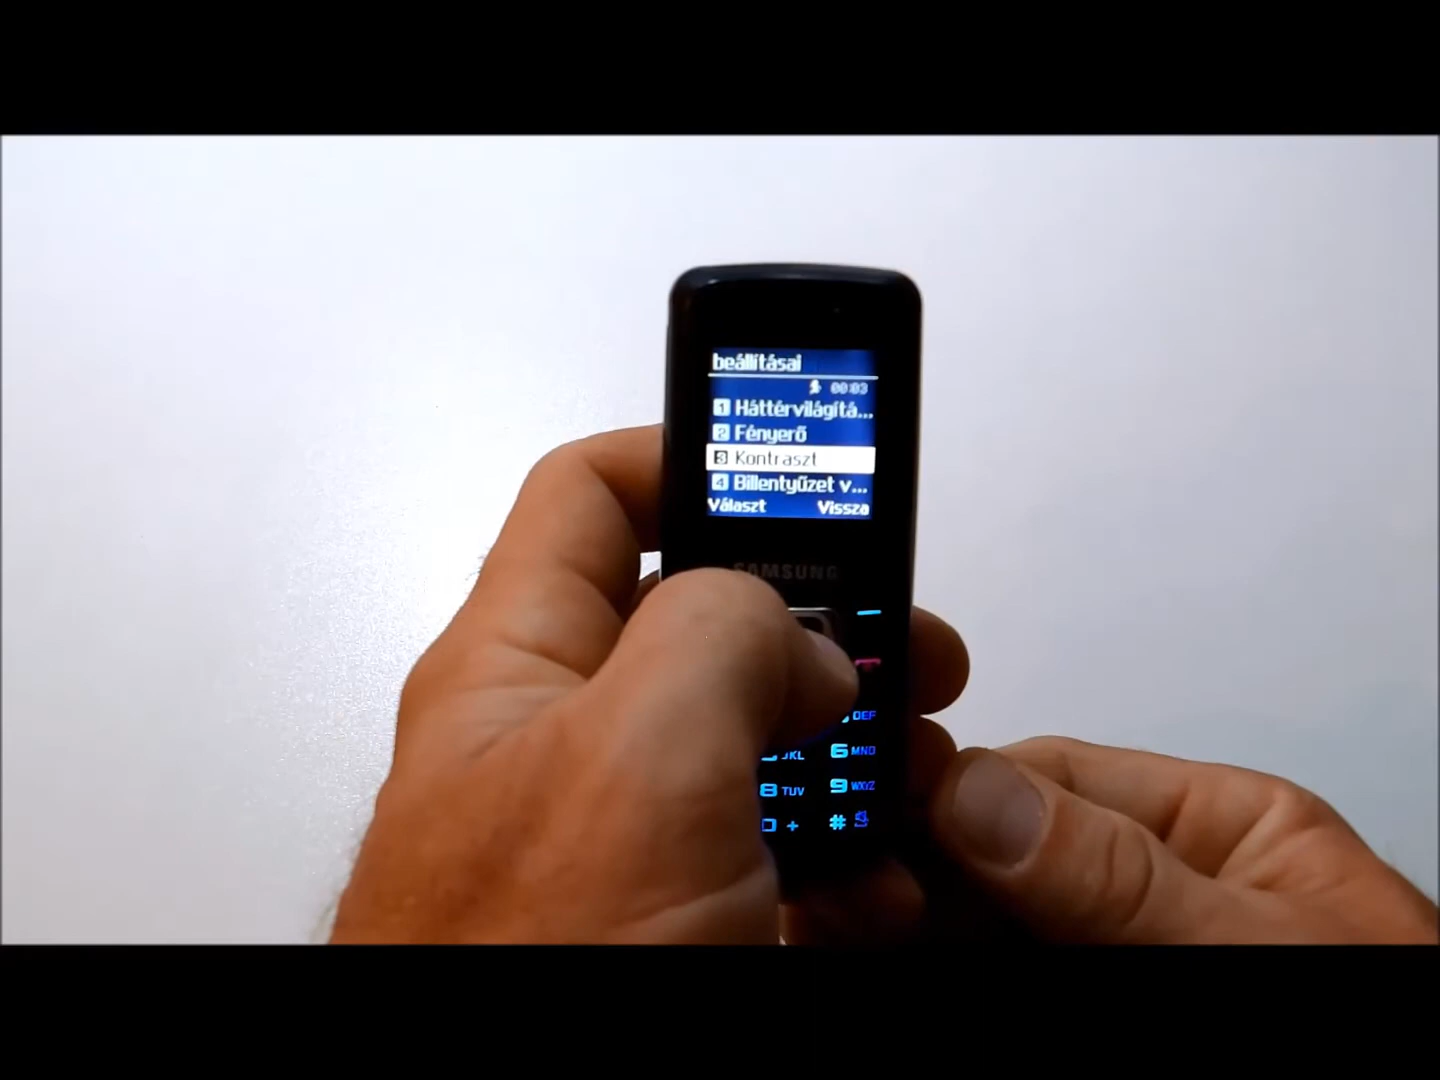 beállításai
00:03
1 Háttérvilágítá...
2 Fényerő
3 Kontraszt
4 Billentyűzet v...
Választ Vissza
SAMSUNG
DEF
JKL 6 MNO
8 TUV 9 WXYZ
+ #